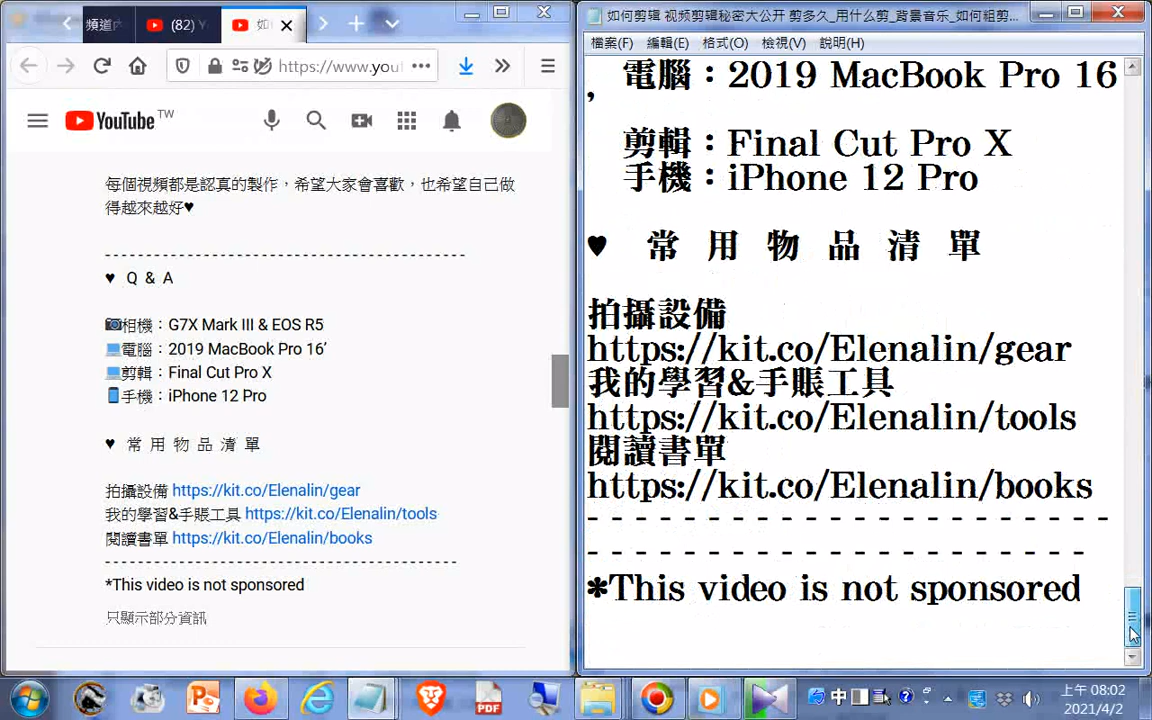 頻道內
(82) Y
如
https://www.you
YouTube TW
每個視頻都是認真的製作，希望大家會喜歡，也希望自己做
得越來越好♥
- - - - - - - - - - - - - - - - - - - - - - - - - - - - - - - - - - - - - - - - - -
♥ Q & A
相機：G7X Mark III & EOS R5
電腦：2019 MacBook Pro 16’
剪輯：Final Cut Pro X
手機：iPhone 12 Pro
♥ 常 用 物 品 清 單
拍攝設備 https://kit.co/Elenalin/gear
我的學習&手賬工具 https://kit.co/Elenalin/tools
閱讀書單 https://kit.co/Elenalin/books
- - - - - - - - - - - - - - - - - - - - - - - - - - - - - - - - - - - - - - - - -
*This video is not sponsored
只顯示部分資訊
如何剪辑 视频剪辑秘密大公开 剪多久_用什么剪_背景音乐_如何粗剪...
檔案(F) 編輯(E) 格式(O) 檢視(V) 說明(H)
電腦：2019 MacBook Pro 16
’
剪輯：Final Cut Pro X
手機：iPhone 12 Pro
♥ 常 用 物 品 清 單
拍攝設備
https://kit.co/Elenalin/gear
我的學習&手賬工具
https://kit.co/Elenalin/tools
閱讀書單
https://kit.co/Elenalin/books
- - - - - - - - - - - - - - - - - - - -
- - - - - - - - - - - - - - - - - - -
*This video is not sponsored
PDF
中
上午 08:02
2021/4/2